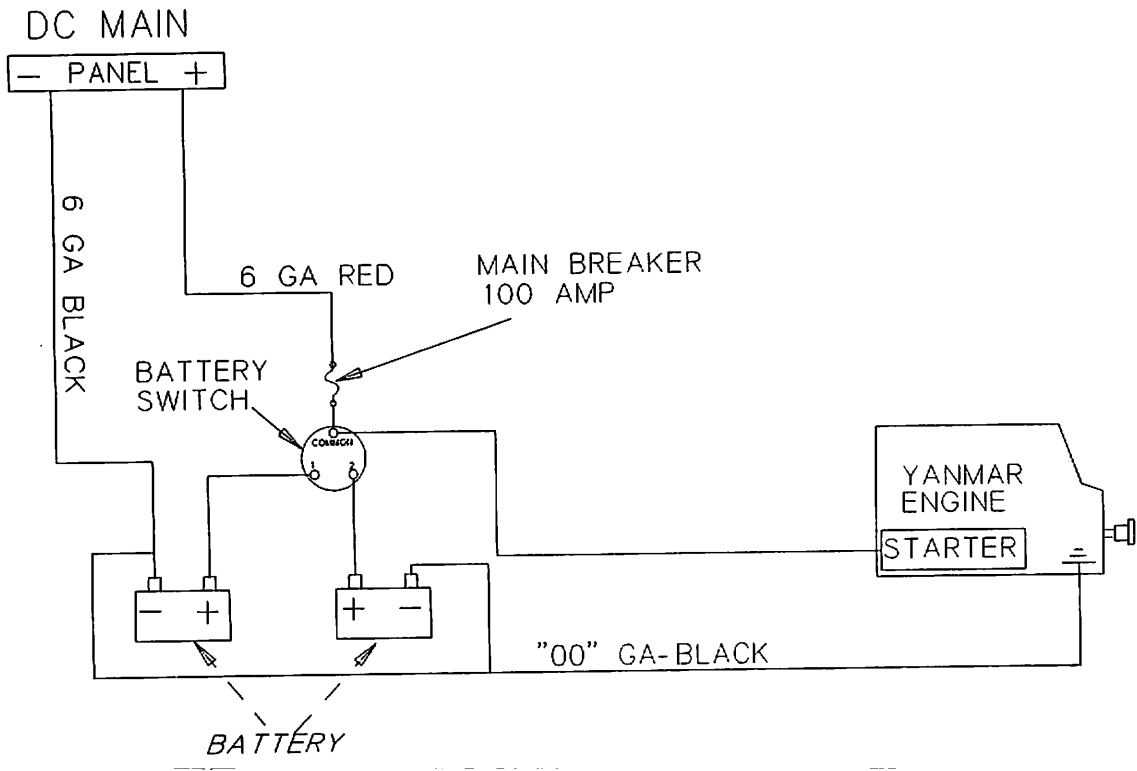 DC MAIN
− PANEL +
6 GA BLACK
6 GA RED
MAIN BREAKER
100 AMP
BATTERY
SWITCH
COMMON
1 2
YANMAR
ENGINE
STARTER
− +
+ −
"00" GA-BLACK
BATTERY